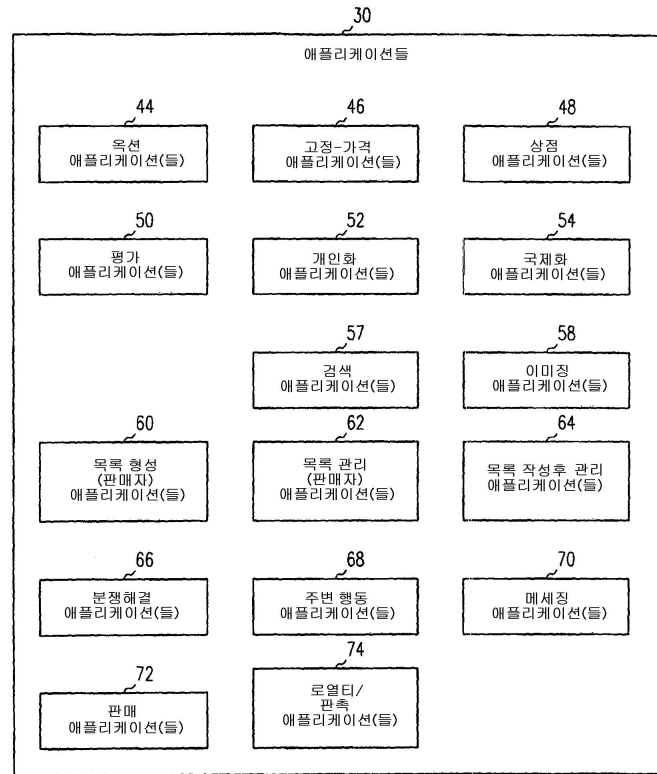 30
애플리케이션들
44
옥션
애플리케이션(들)
46
고정-가격
애플리케이션(들)
48
상점
애플리케이션(들)
50
평가
애플리케이션(들)
52
개인화
애플리케이션(들)
54
국제화
애플리케이션(들)
57
검색
애플리케이션(들)
58
이미징
애플리케이션(들)
60
목록 형성
(판매자)
애플리케이션(들)
62
목록 관리
(판매자)
애플리케이션(들)
64
목록 작성후 관리
애플리케이션(들)
66
분쟁해결
애플리케이션(들)
68
주변 행동
애플리케이션(들)
70
메세징
애플리케이션(들)
72
판매
애플리케이션(들)
74
로열티/
판촉
애플리케이션(들)